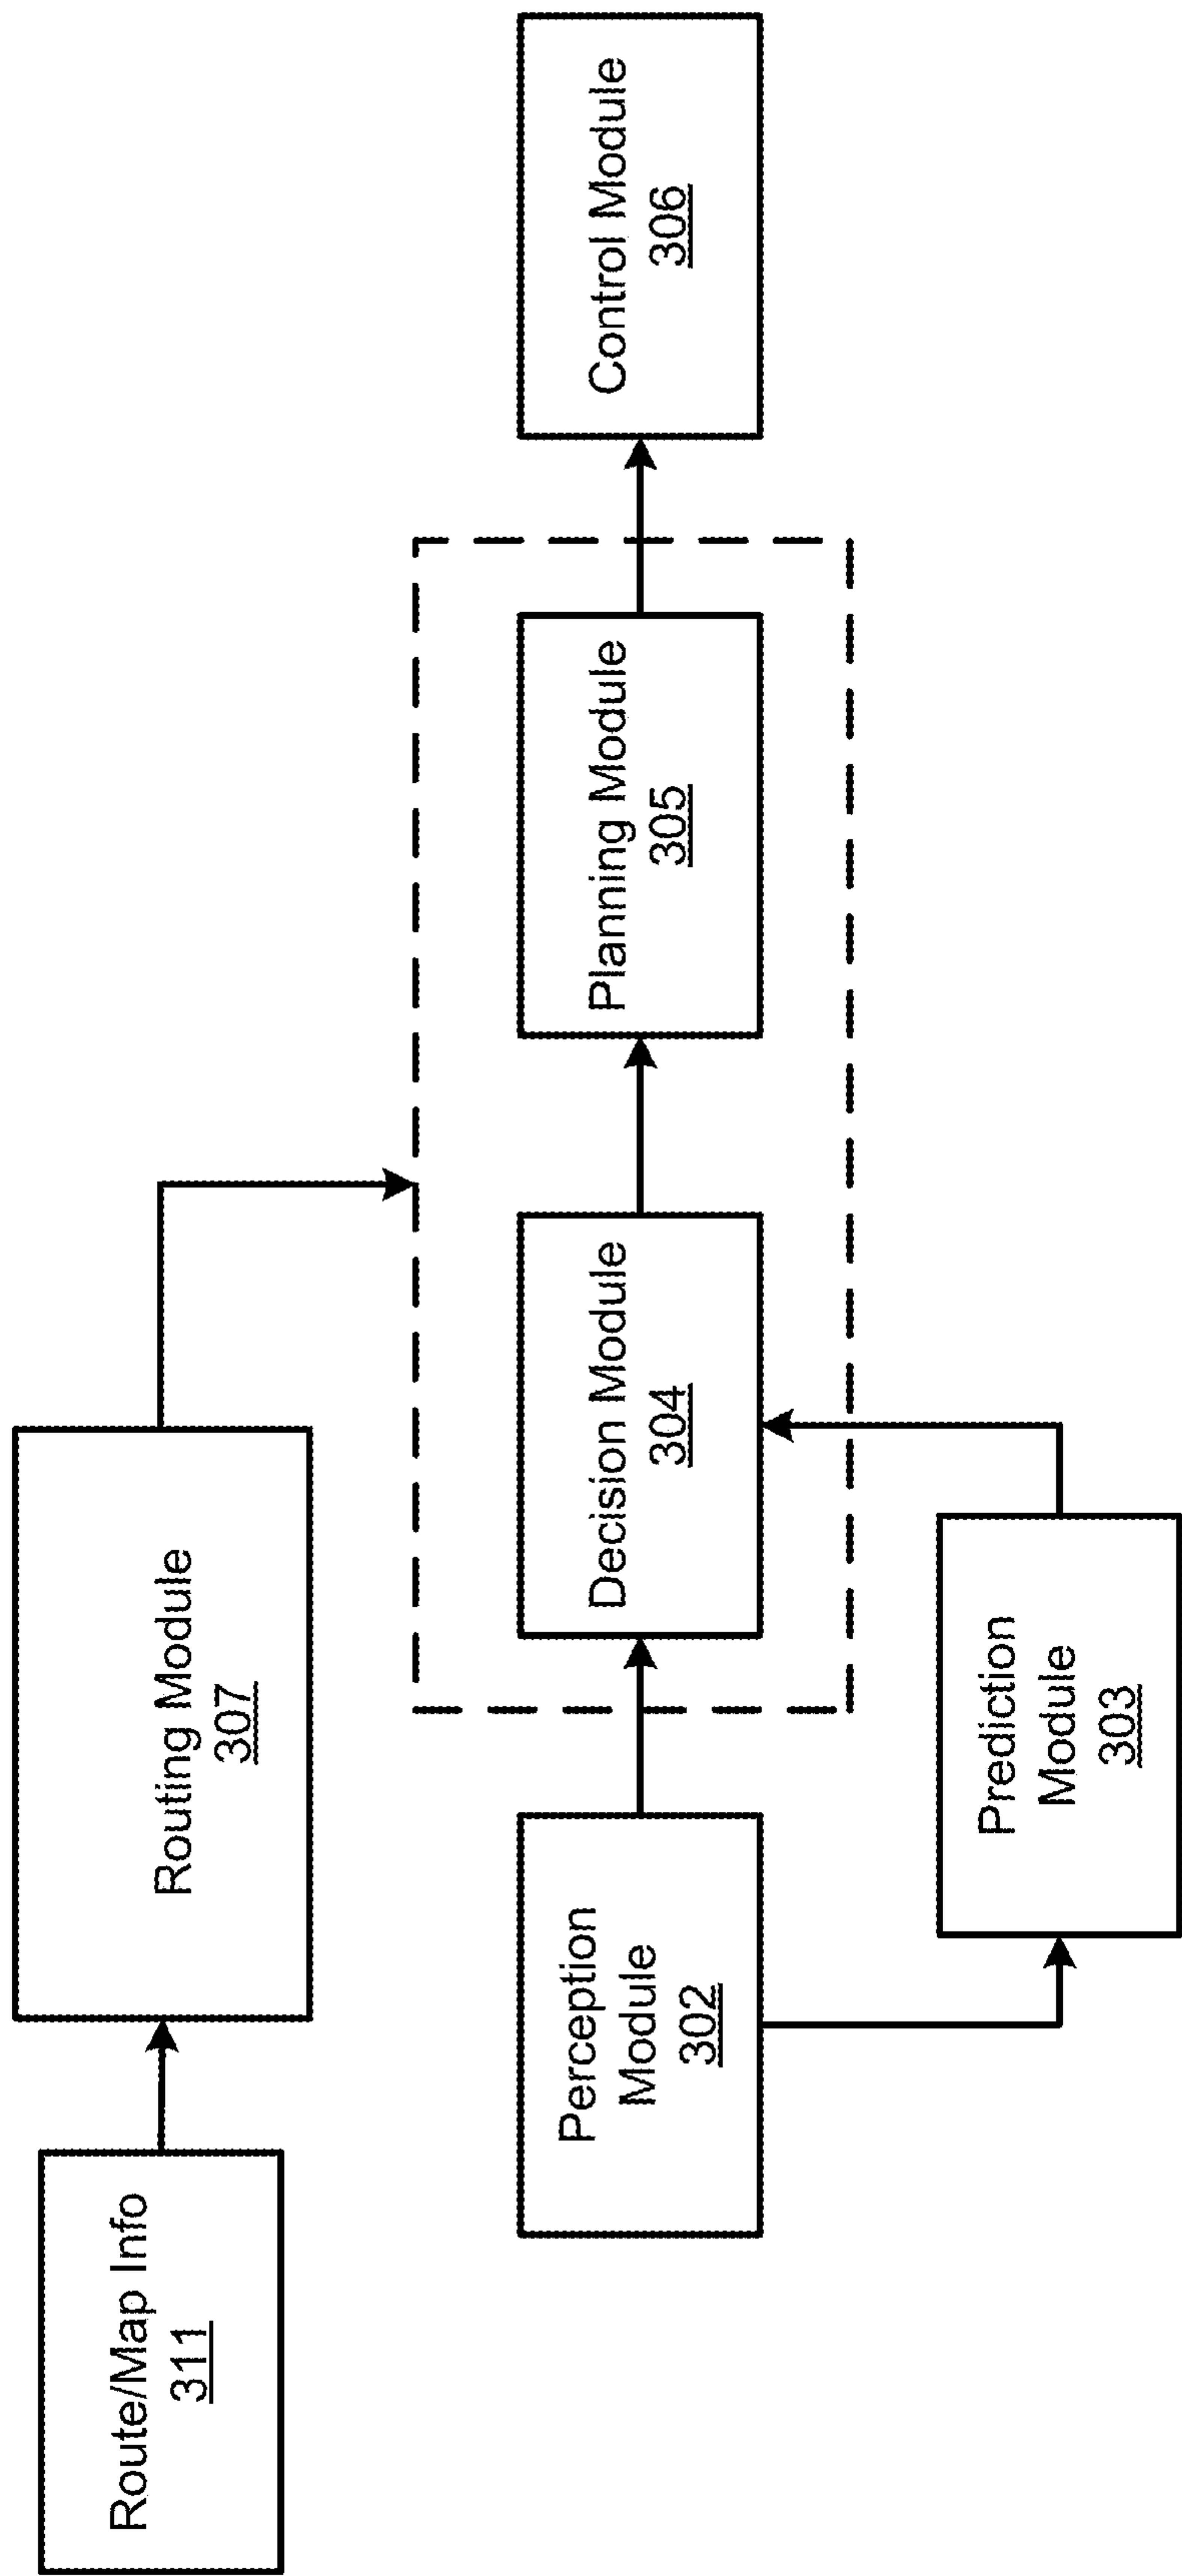 Route/Map Info
311
Routing Module
307
Perception
Module
302
Decision Module
304
Planning Module
305
Control Module
306
Prediction
Module
303